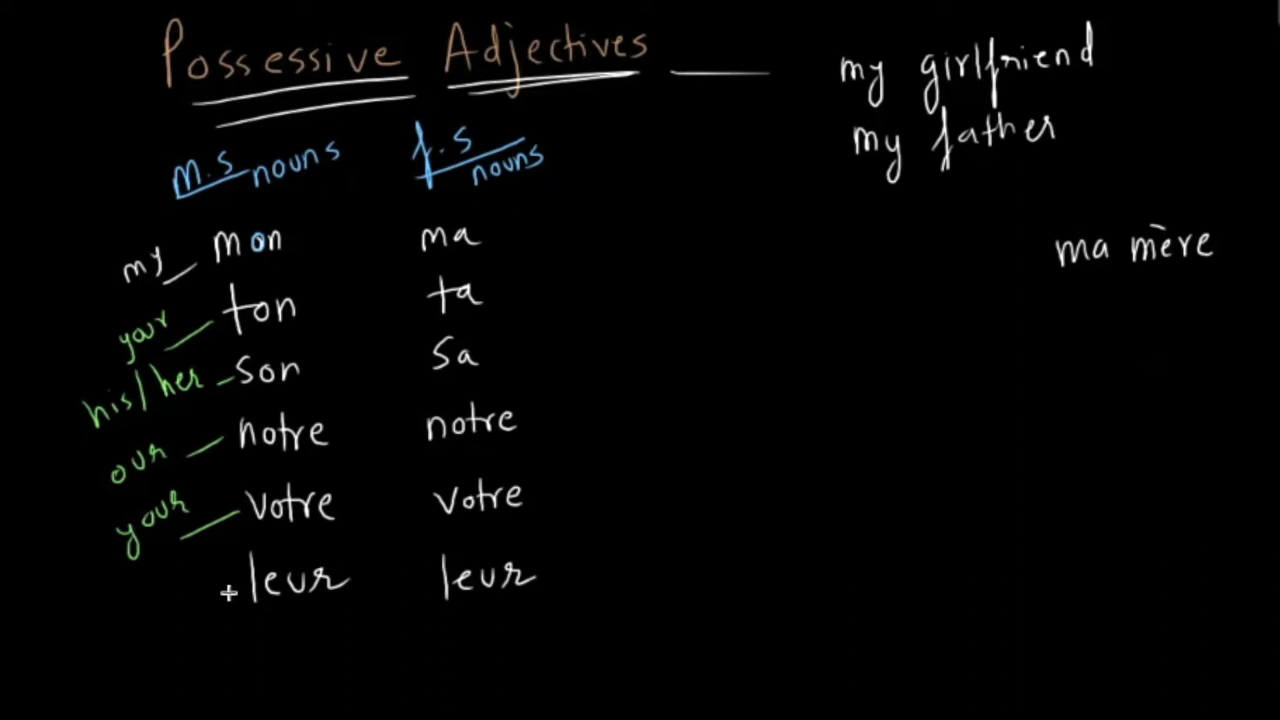 Possessive Adjectives
my girlfriend
my father
m.s nouns f.s nouns
my mon ma
ma mère
your ton ta
his/her son sa
our notre notre
your votre votre
leur leur